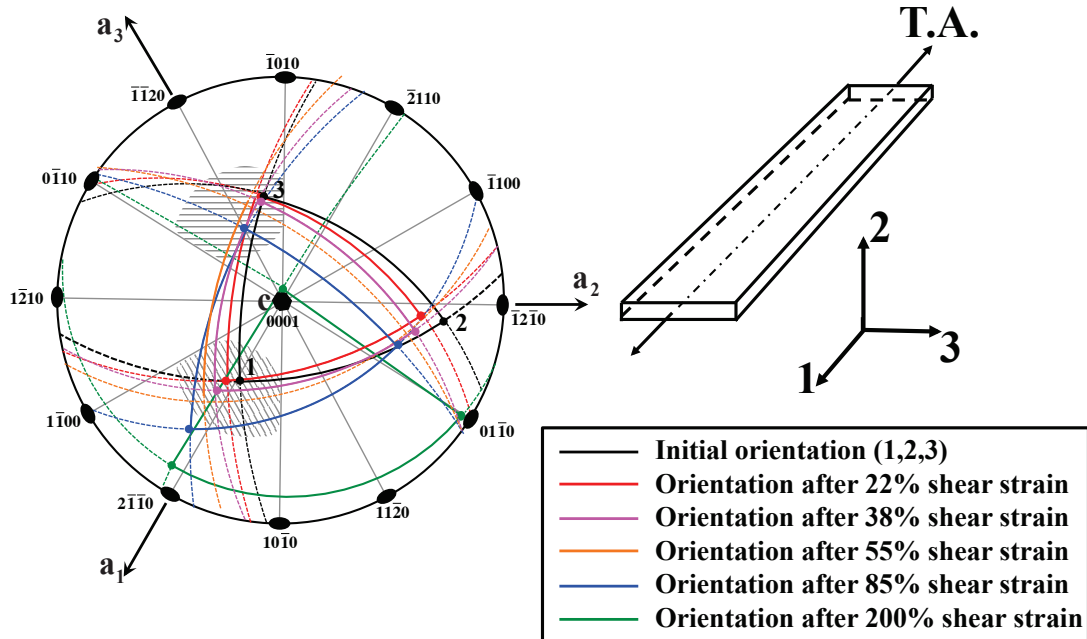 T.A.
a₃
1̄010
1̄1̄20
2̄110
01̄10
1̄100
3
12̄10
c
0001
a₂
1̄21̄0
2
1
11̄00
011̄0
21̄1̄0
112̄0
101̄0
a₁
2
3
1
Initial orientation (1,2,3)
Orientation after 22% shear strain
Orientation after 38% shear strain
Orientation after 55% shear strain
Orientation after 85% shear strain
Orientation after 200% shear strain